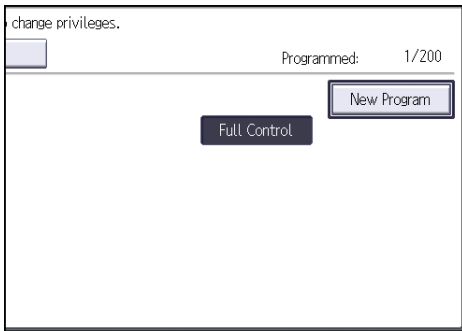 change privileges.
Programmed: 1/200
New Program
Full Control